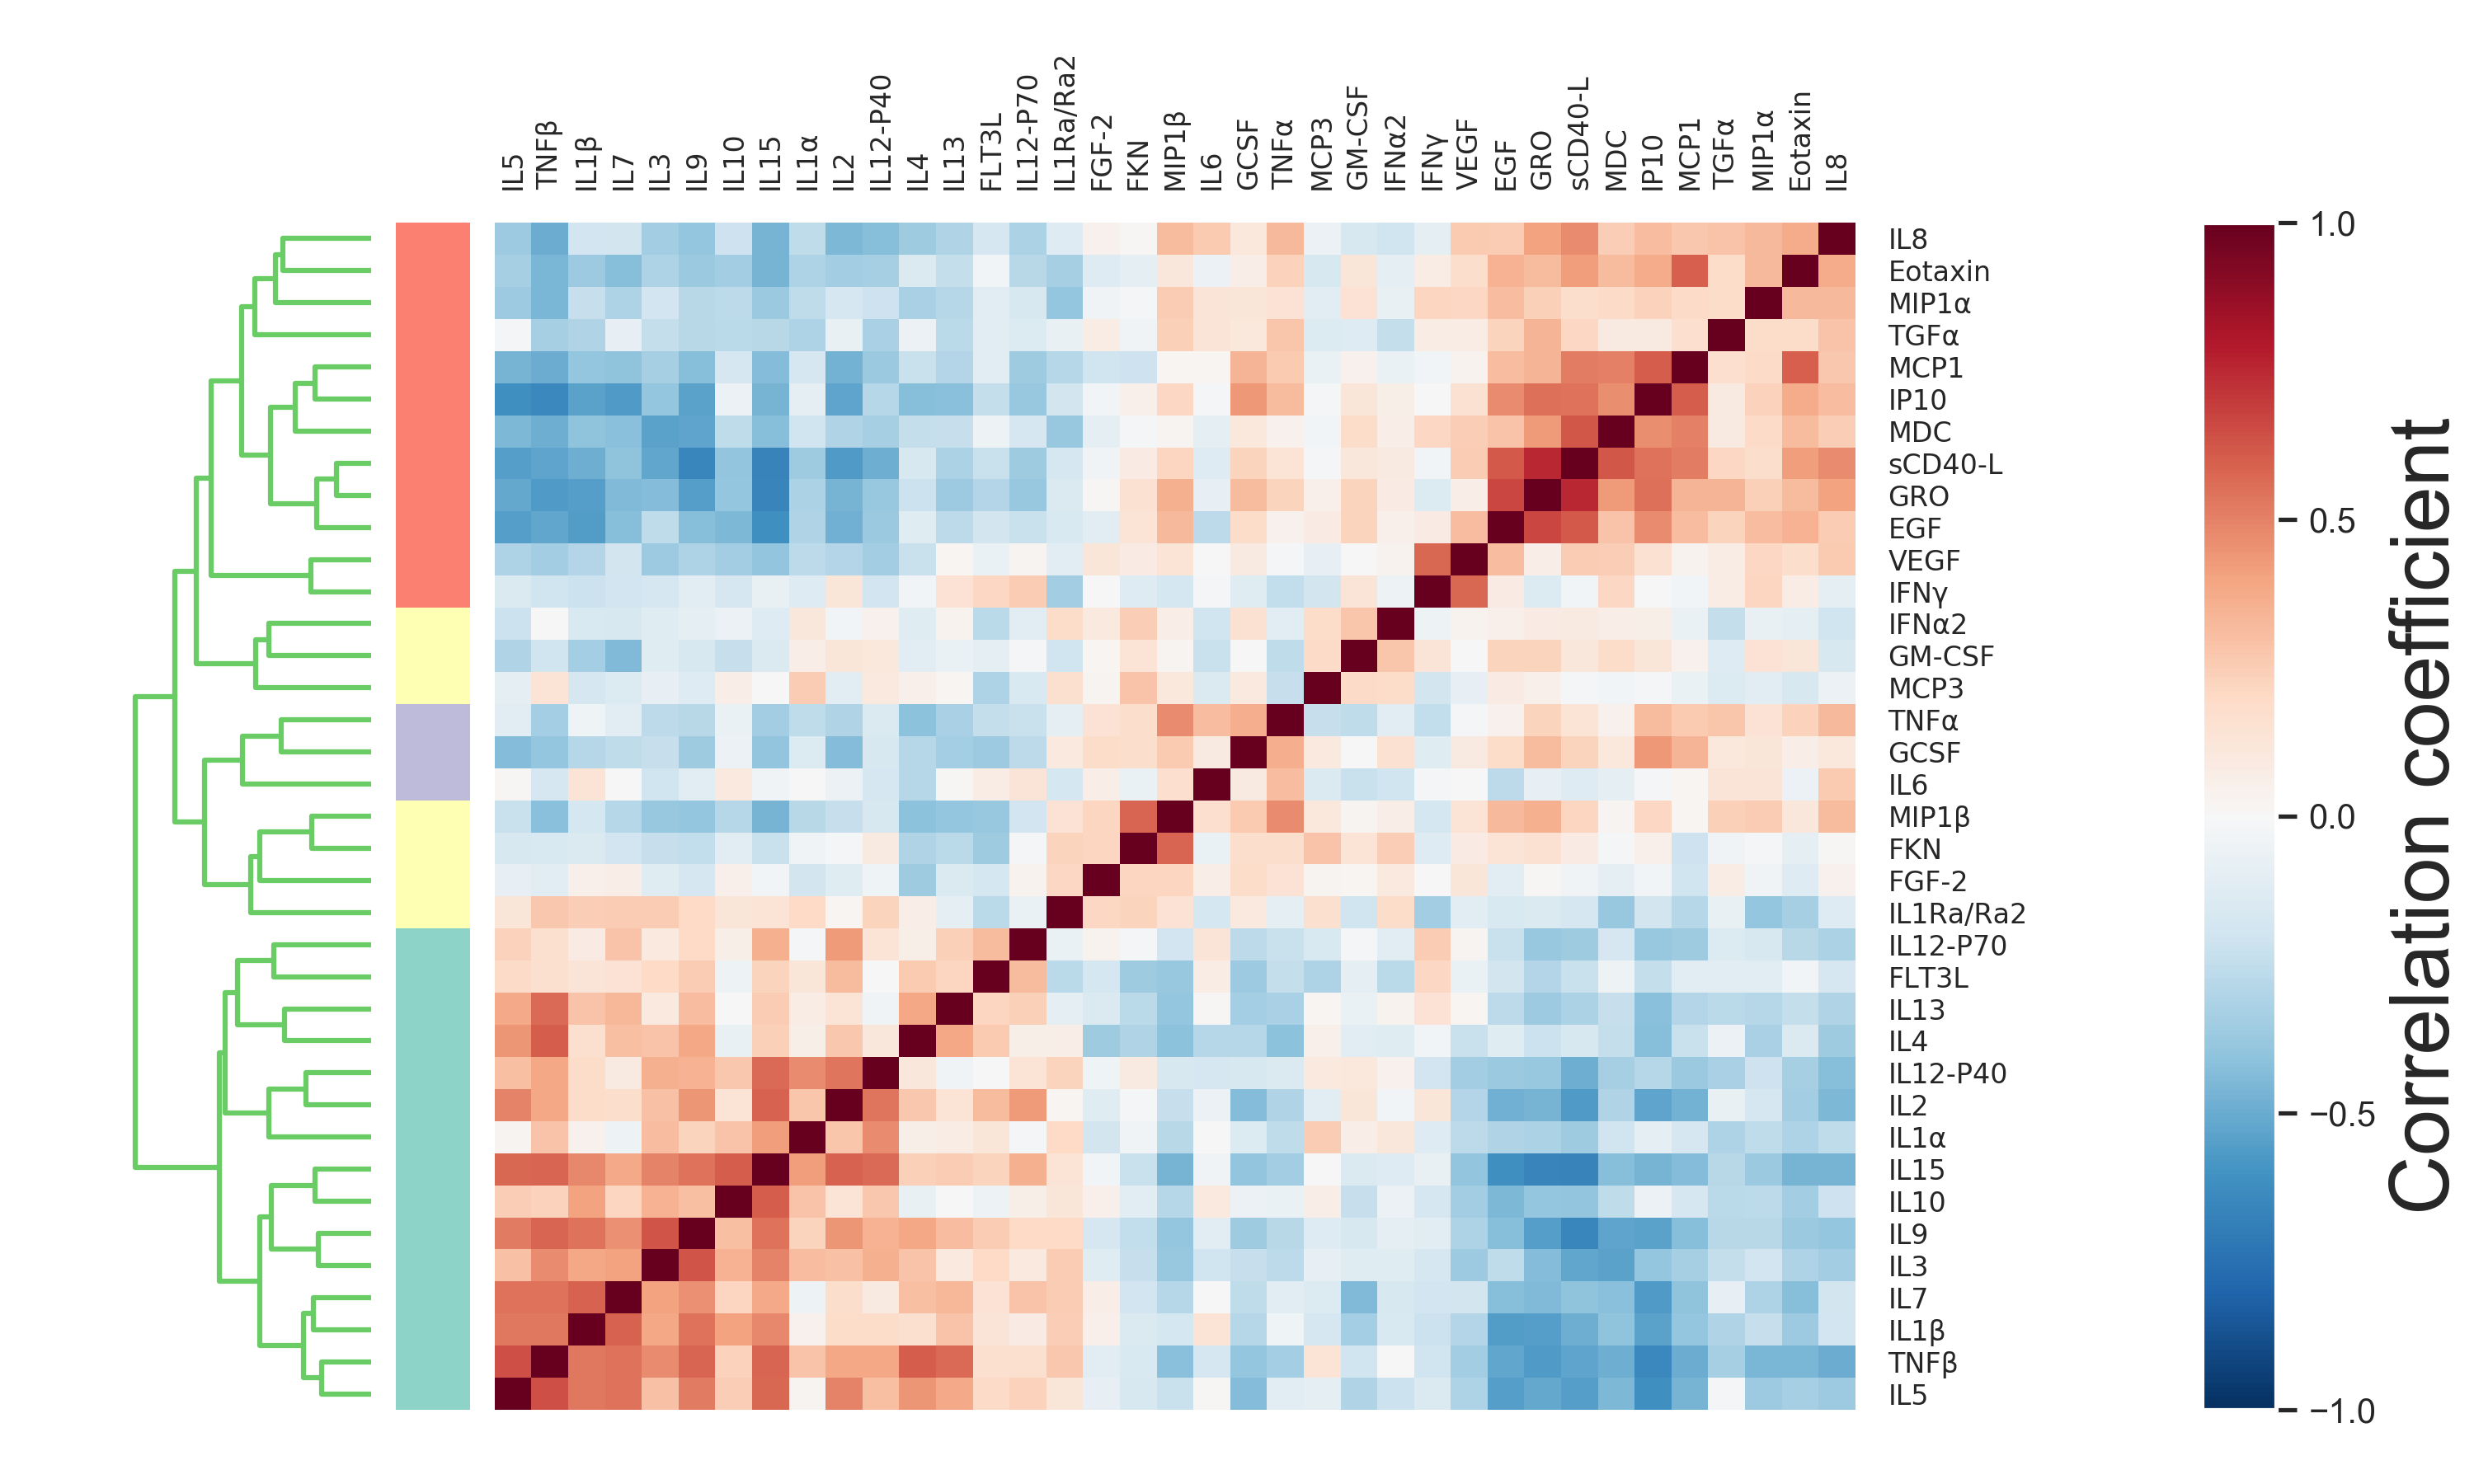 IL5
TNFβ
IL1β
IL7
IL3
IL9
IL10
IL15
IL1α
IL2
IL12-P40
IL4
IL13
FLT3L
IL12-P70
IL1Ra/Ra2
FGF-2
FKN
MIP1β
IL6
GCSF
TNFα
MCP3
GM-CSF
IFNα2
IFNγ
VEGF
EGF
GRO
sCD40-L
MDC
IP10
MCP1
TGFα
MIP1α
Eotaxin
IL8
IL8
Eotaxin
MIP1α
TGFα
MCP1
IP10
MDC
sCD40-L
GRO
EGF
VEGF
IFNγ
IFNα2
GM-CSF
MCP3
TNFα
GCSF
IL6
MIP1β
FKN
FGF-2
IL1Ra/Ra2
IL12-P70
FLT3L
IL13
IL4
IL12-P40
IL2
IL1α
IL15
IL10
IL9
IL3
IL7
IL1β
TNFβ
IL5
1.0
0.5
0.0
−0.5
−1.0
Correlation coefficient